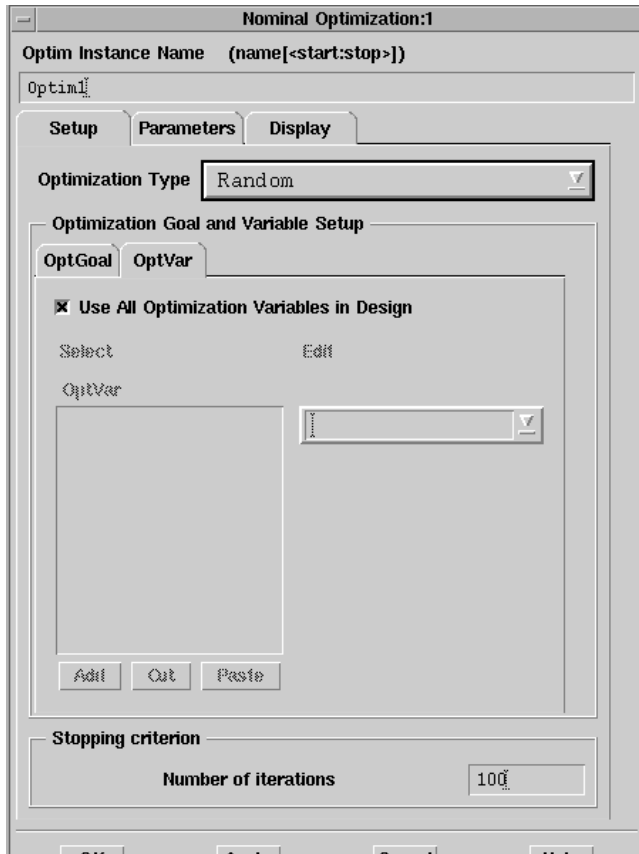 Nominal Optimization:1
Optim Instance Name (name[<start:stop>])
Optim1
Setup Parameters Display
Optimization Type Random
Optimization Goal and Variable Setup
OptGoal OptVar
Use All Optimization Variables in Design
Select Edit
OptVar
Add Cut Paste
Stopping criterion
Number of iterations 100